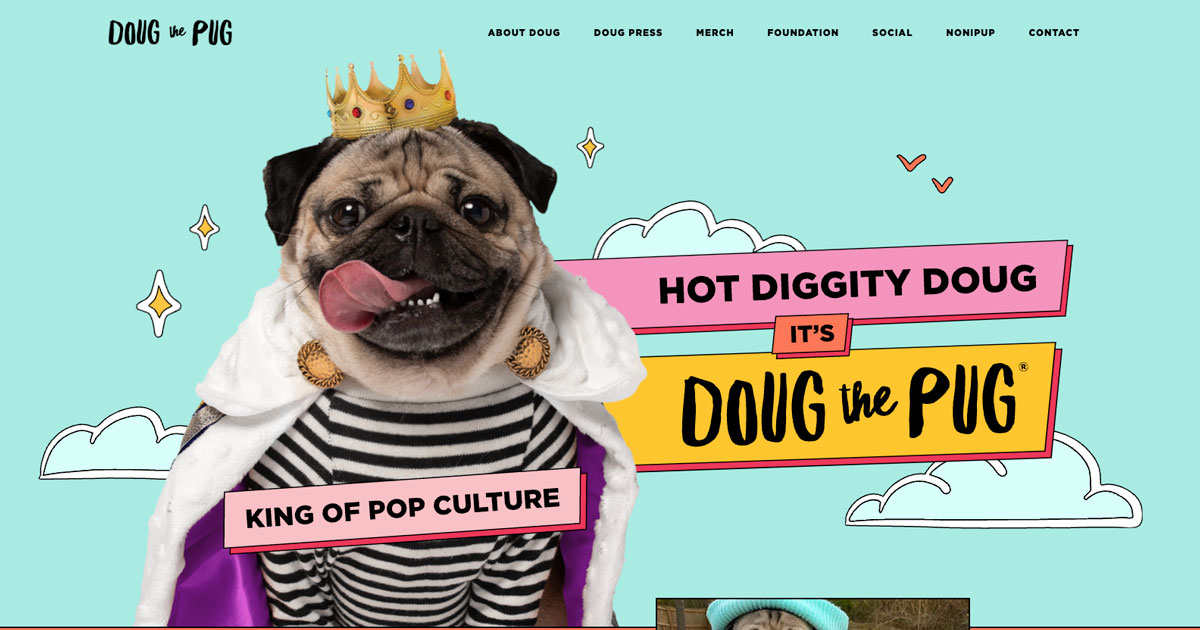 DOUG the PUG
ABOUT DOUG DOUG PRESS MERCH FOUNDATION SOCIAL NONIPUP CONTACT
HOT DIGGITY DOUG
IT'S
DOUG the PUG®
KING OF POP CULTURE